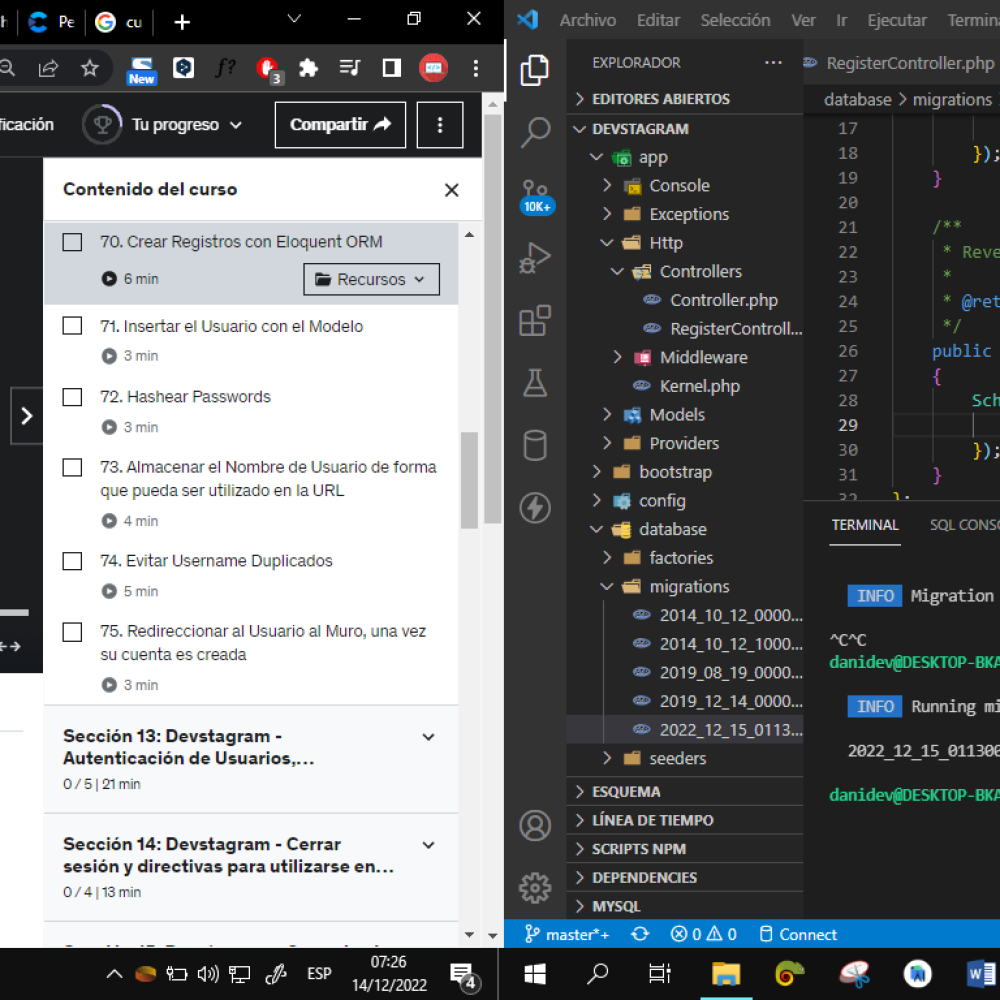 Pe
cu
New
f?
3
ficación
Tu progreso
Compartir
Contenido del curso
70. Crear Registros con Eloquent ORM
6 min
Recursos
71. Insertar el Usuario con el Modelo
3 min
72. Hashear Passwords
3 min
73. Almacenar el Nombre de Usuario de forma
que pueda ser utilizado en la URL
4 min
74. Evitar Username Duplicados
5 min
75. Redireccionar al Usuario al Muro, una vez
su cuenta es creada
3 min
Sección 13: Devstagram -
Autenticación de Usuarios,...
0 / 5 | 21 min
Sección 14: Devstagram - Cerrar
sesión y directivas para utilizarse en...
0 / 4 | 13 min
Archivo Editar Selección Ver Ir Ejecutar Termina
EXPLORADOR
EDITORES ABIERTOS
DEVSTAGRAM
app
Console
Exceptions
Http
Controllers
Controller.php
RegisterControll...
Middleware
Kernel.php
Models
Providers
bootstrap
config
database
factories
migrations
2014_10_12_0000...
2014_10_12_1000...
2019_08_19_0000...
2019_12_14_0000...
2022_12_15_0113...
seeders
ESQUEMA
LÍNEA DE TIEMPO
SCRIPTS NPM
DEPENDENCIES
MYSQL
10K+
RegisterController.php
database > migrations
17
18 });
19 }
20
21 /**
22 * Reve
23 *
24 * @ret
25 */
26 public
27 {
28 Sch
29
30 });
31 }
32 };
TERMINAL SQL CONSO
INFO Migration
^C^C
danidev@DESKTOP-BKA
INFO Running mi
2022_12_15_011300
danidev@DESKTOP-BKA
master*+ 0 0 Connect
ESP
07:26
14/12/2022
4